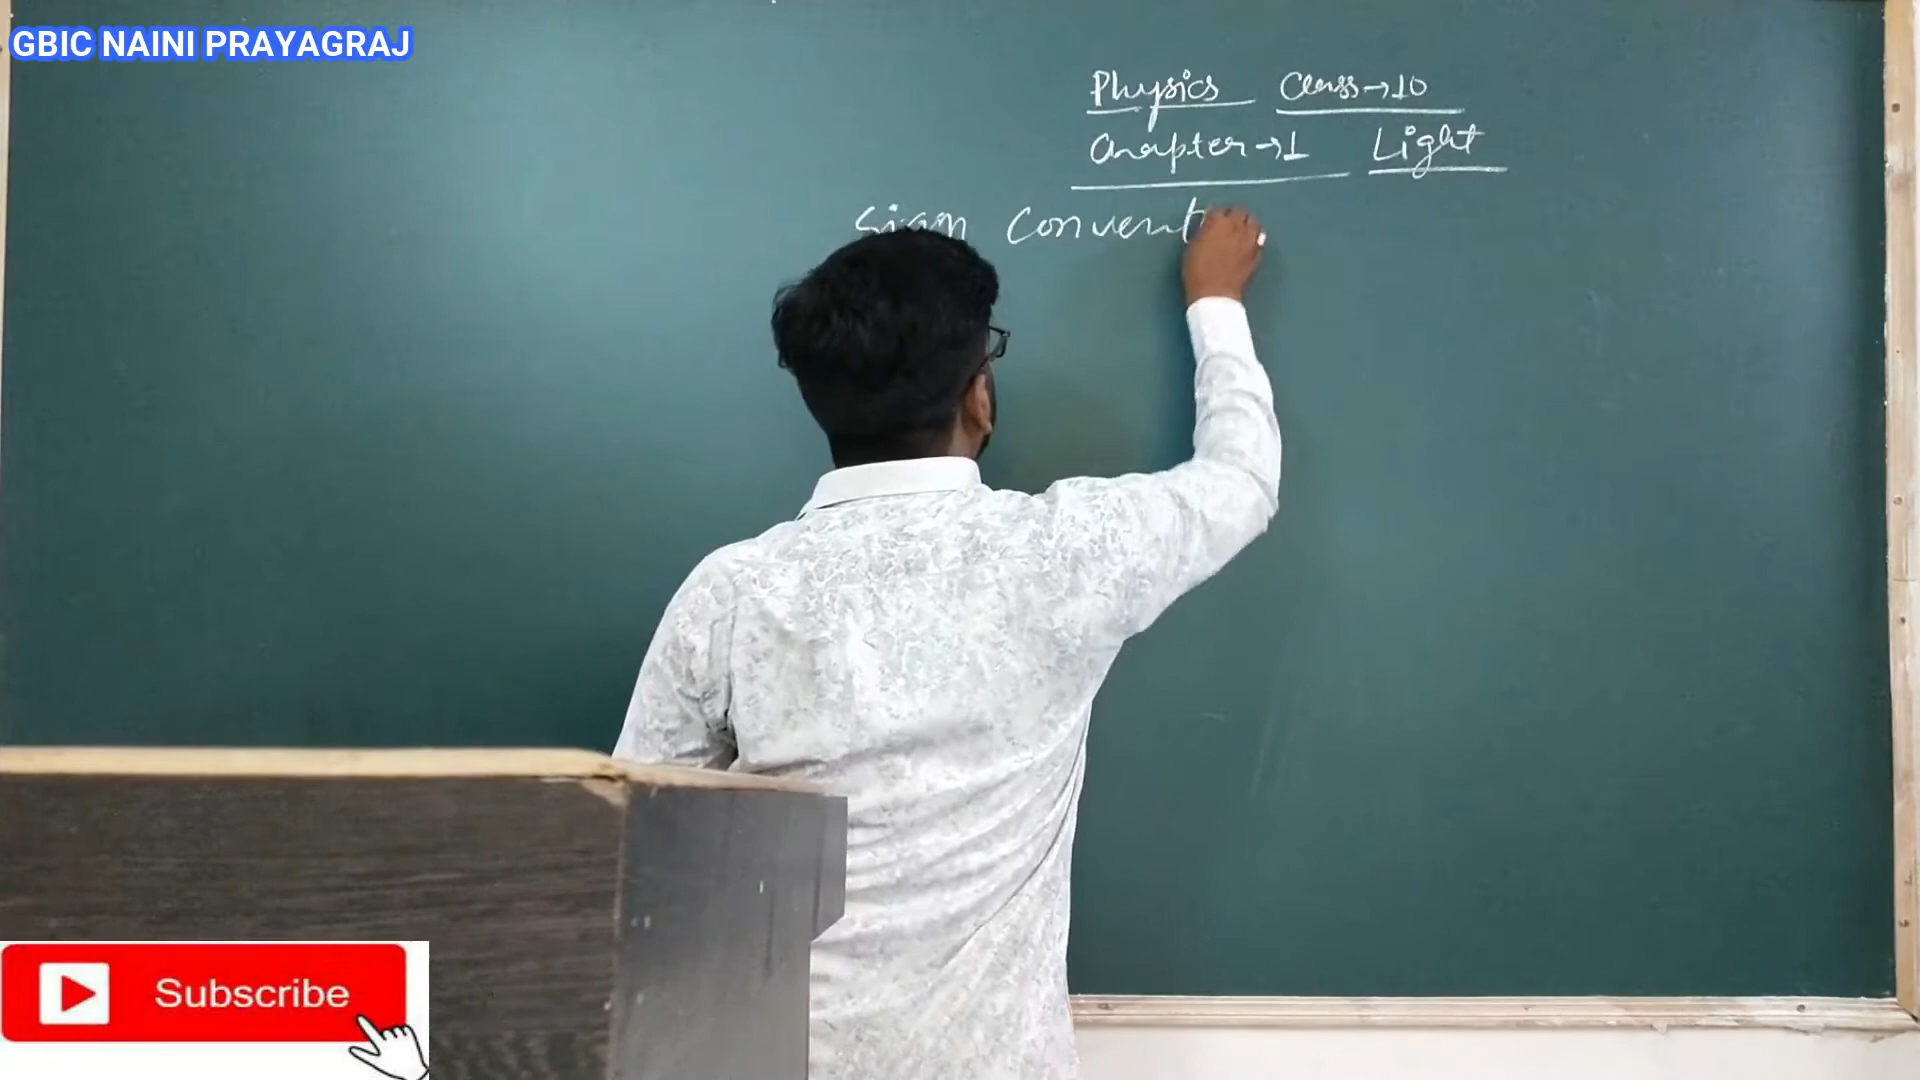 GBIC NAINI PRAYAGRAJ
Physics Class→10
Chapter→1 Light
Sign Convent
Subscribe